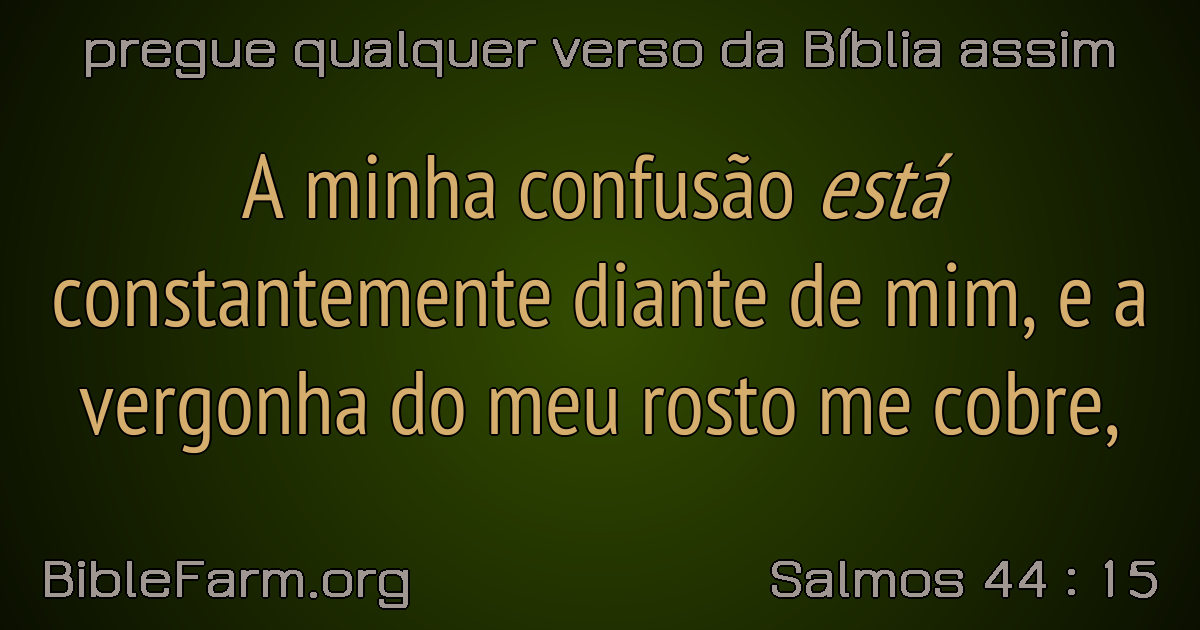 pregue qualquer verso da Bíblia assim
A minha confusão está
constantemente diante de mim, e a
vergonha do meu rosto me cobre,
BibleFarm.org
Salmos 44 : 15